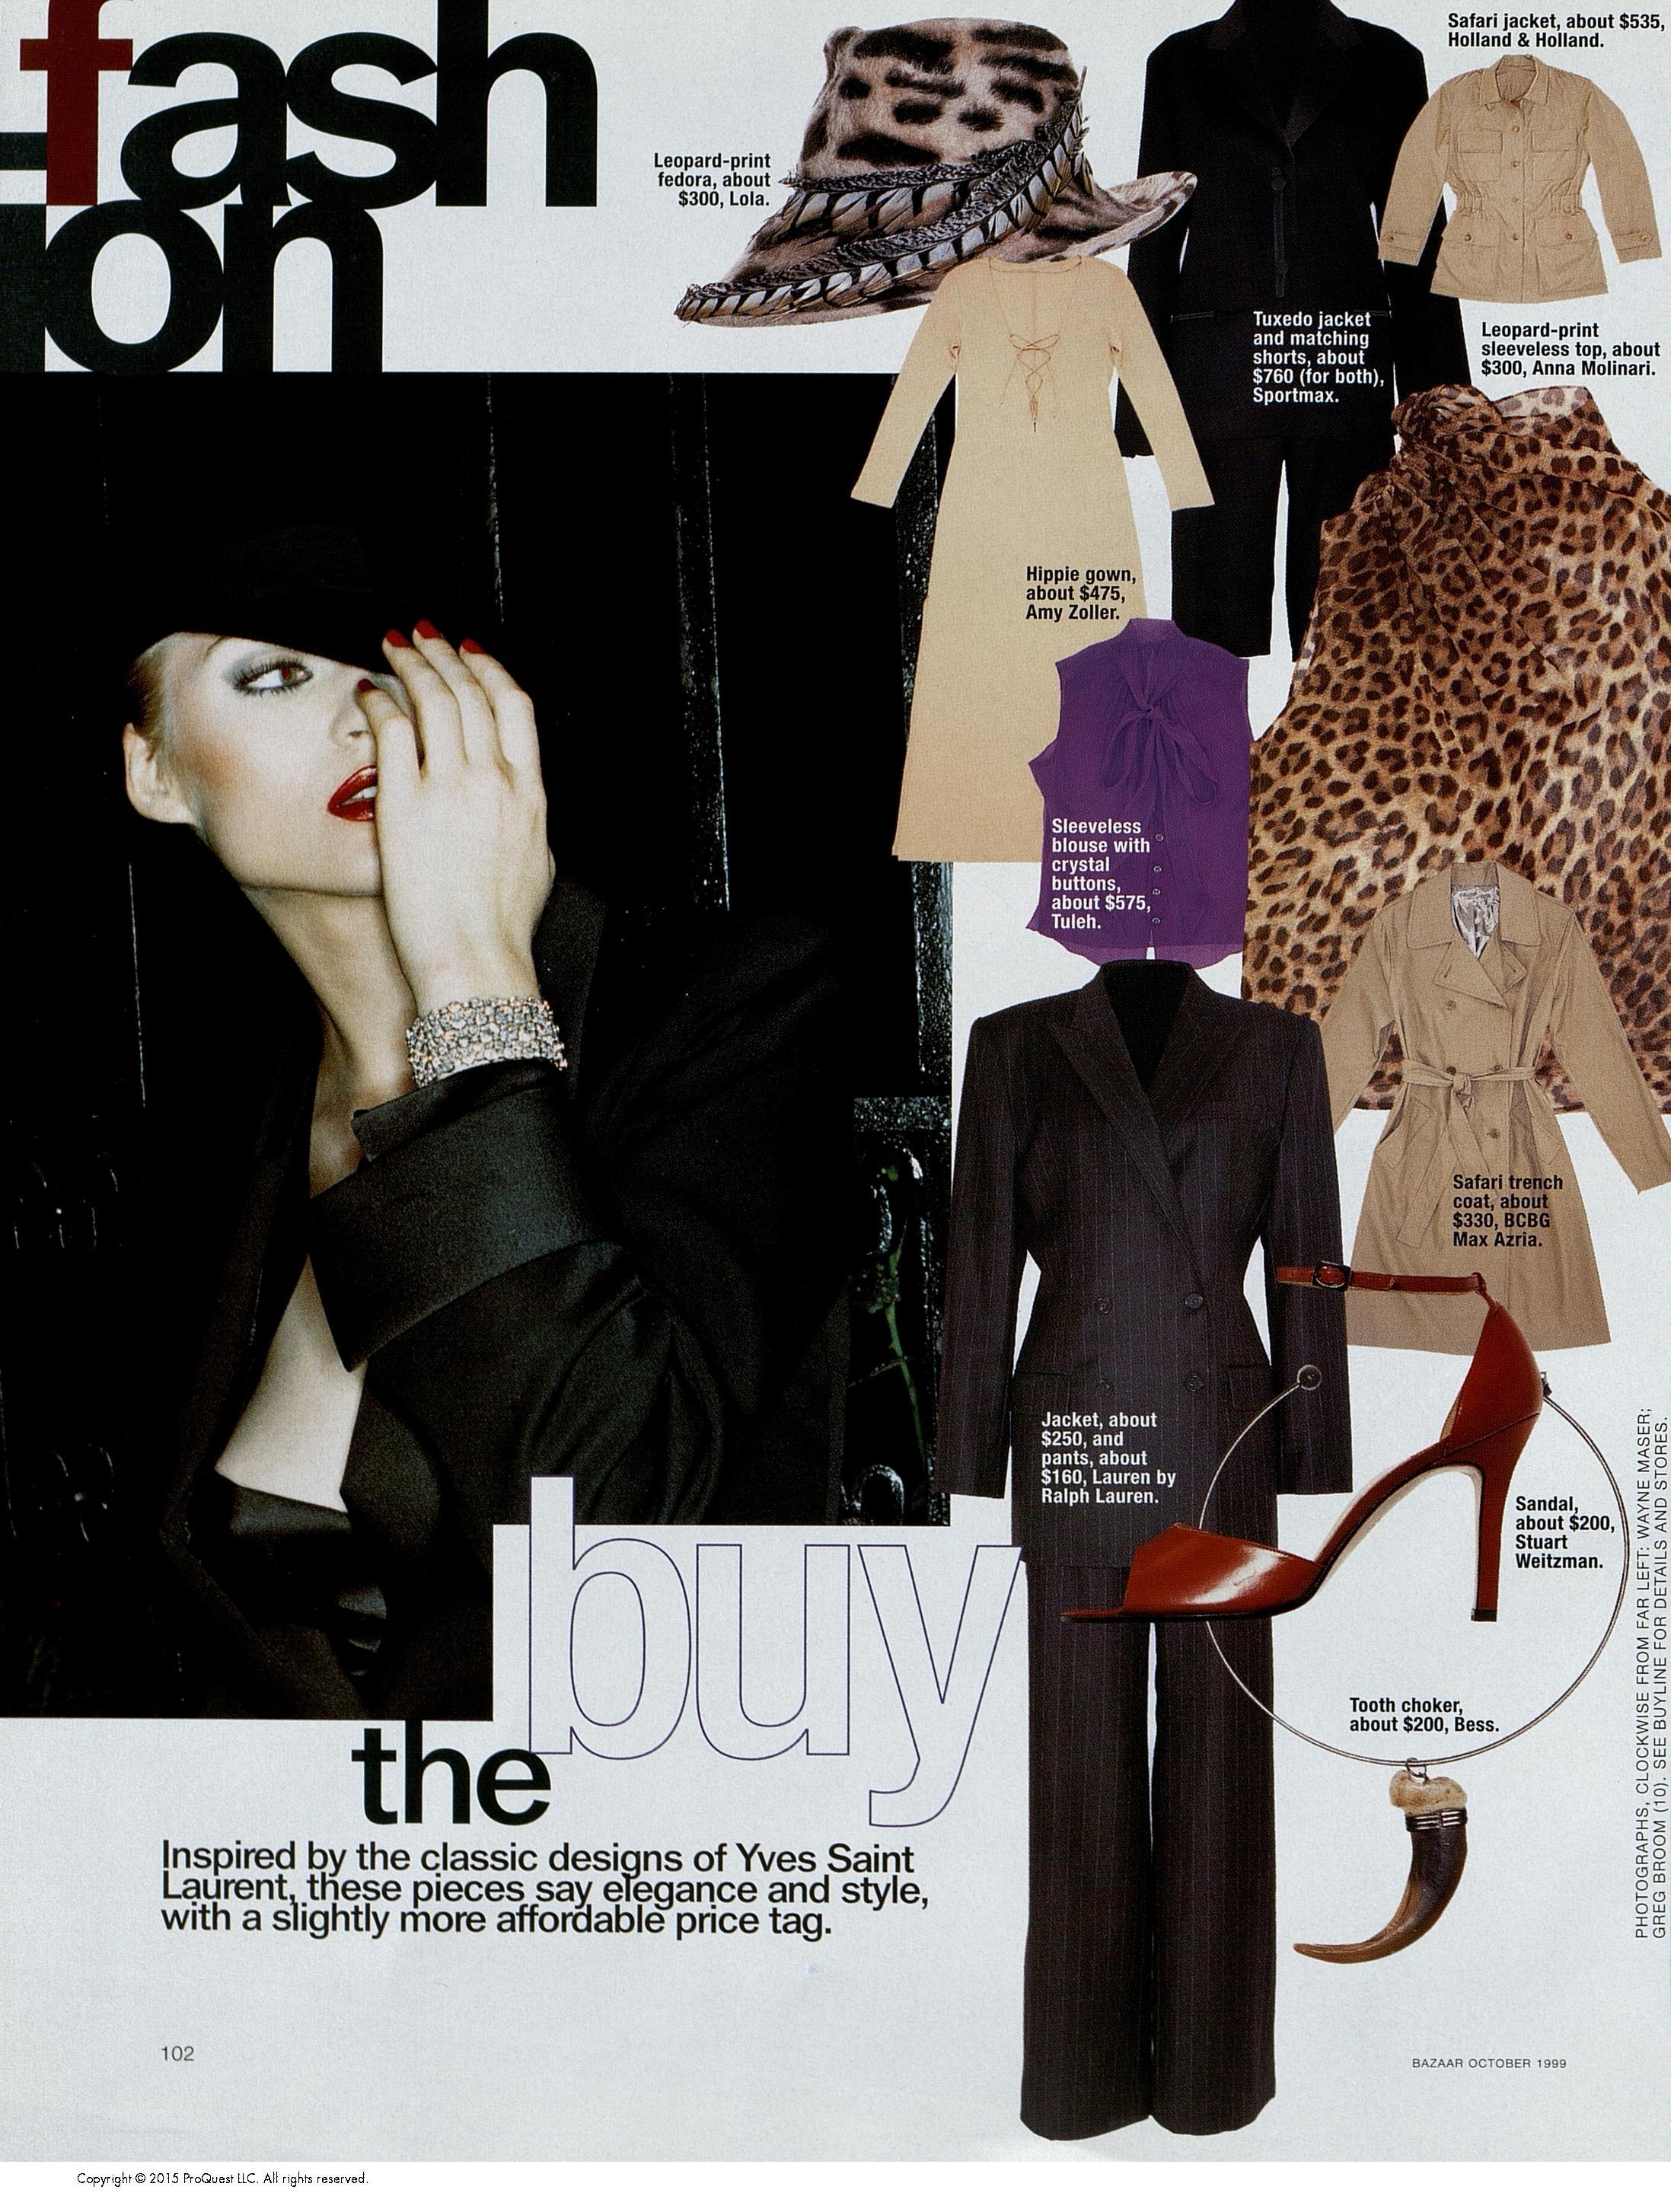 fash
ion
Safari jacket, about $535,
Holland & Holland.
Leopard-print
fedora, about
$300, Lola.
Tuxedo jacket
and matching
shorts, about
$760 (for both),
Sportmax.
Leopard-print
sleeveless top, about
$300, Anna Molinari.
Hippie gown,
about $475,
Amy Zoller.
Sleeveless
blouse with
crystal
buttons,
about $575,
Tuleh.
Safari trench
coat, about
$330, BCBG
Max Azria.
Jacket, about
$250, and
pants, about
$160, Lauren by
Ralph Lauren.
Sandal,
about $200,
Stuart
Weitzman.
Tooth choker,
about $200, Bess.
the buy
Inspired by the classic designs of Yves Saint
Laurent, these pieces say elegance and style,
with a slightly more affordable price tag.
PHOTOGRAPHS, CLOCKWISE FROM FAR LEFT: WAYNE MASER;
GREG BROOM (10). SEE BUYLINE FOR DETAILS AND STORES.
102
BAZAAR OCTOBER 1999
Copyright © 2015 ProQuest LLC. All rights reserved.